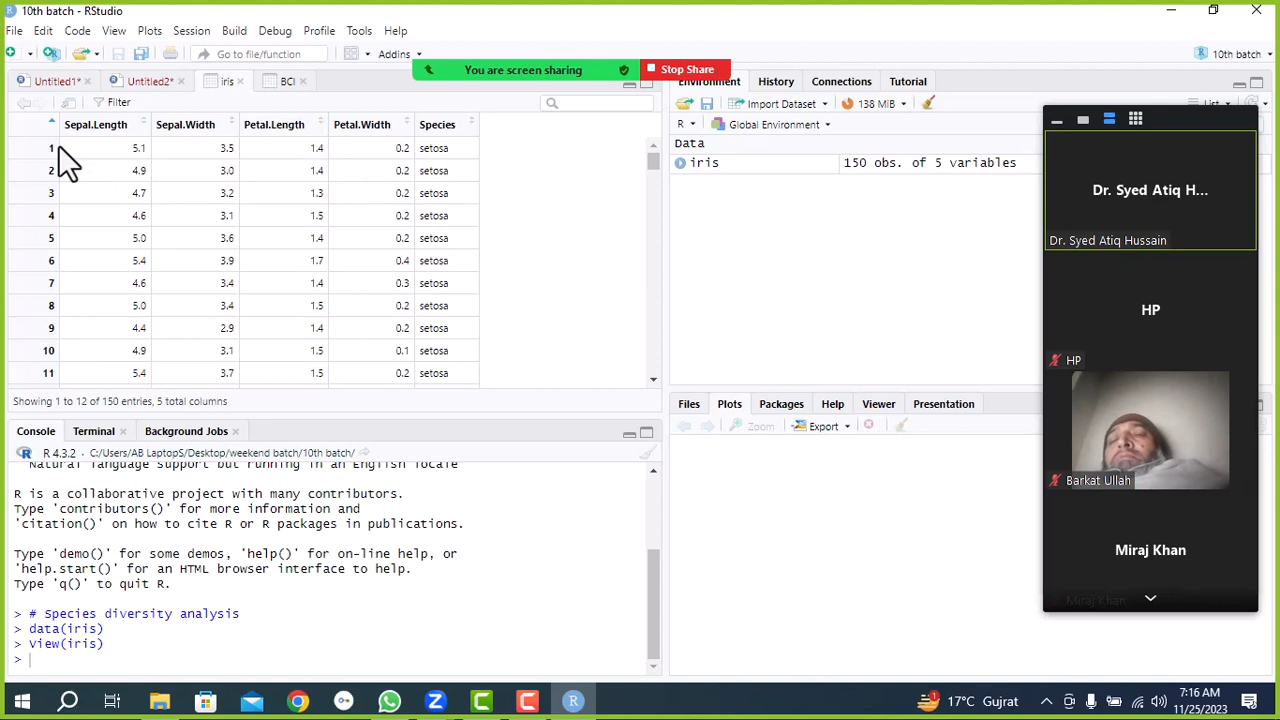 10th batch - RStudio
File Edit Code View Plots Session Build Debug Profile Tools Help
Go to file/function Addins 10th batch
You are screen sharing Stop Share
Untitled1* Untitled2* iris BCI
Filter
Sepal.Length Sepal.Width Petal.Length Petal.Width Species
1 5.1 3.5 1.4 0.2 setosa
2 4.9 3.0 1.4 0.2 setosa
3 4.7 3.2 1.3 0.2 setosa
4 4.6 3.1 1.5 0.2 setosa
5 5.0 3.6 1.4 0.2 setosa
6 5.4 3.9 1.7 0.4 setosa
7 4.6 3.4 1.4 0.3 setosa
8 5.0 3.4 1.5 0.2 setosa
9 4.4 2.9 1.4 0.2 setosa
10 4.9 3.1 1.5 0.1 setosa
11 5.4 3.7 1.5 0.2 setosa
Showing 1 to 12 of 150 entries, 5 total columns
Console Terminal Background Jobs
R 4.3.2 C:/Users/AB LaptopS/Desktop/weekend batch/10th batch/
Natural language support but running in an English locale
R is a collaborative project with many contributors.
Type 'contributors()' for more information and
'citation()' on how to cite R or R packages in publications.
Type 'demo()' for some demos, 'help()' for on-line help, or
'help.start()' for an HTML browser interface to help.
Type 'q()' to quit R.
> # Species diversity analysis
> data(iris)
> view(iris)
>
Environment History Connections Tutorial
Import Dataset 138 MiB List
R Global Environment
Data
iris 150 obs. of 5 variables
Files Plots Packages Help Viewer Presentation
Zoom Export
Dr. Syed Atiq H...
Dr. Syed Atiq Hussain
HP
HP
Barkat Ullah
Miraj Khan
Miraj Khan
1 17°C Gujrat
7:16 AM
11/25/2023